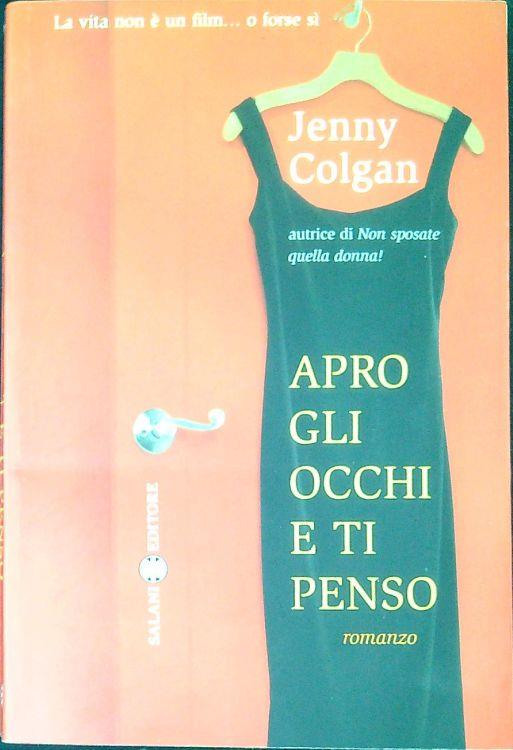 La vita non è un film... o forse sì
Jenny
Colgan
autrice di Non sposate
quella donna!
APRO
GLI
OCCHI
E TI
PENSO
romanzo
SALANI EDITORE